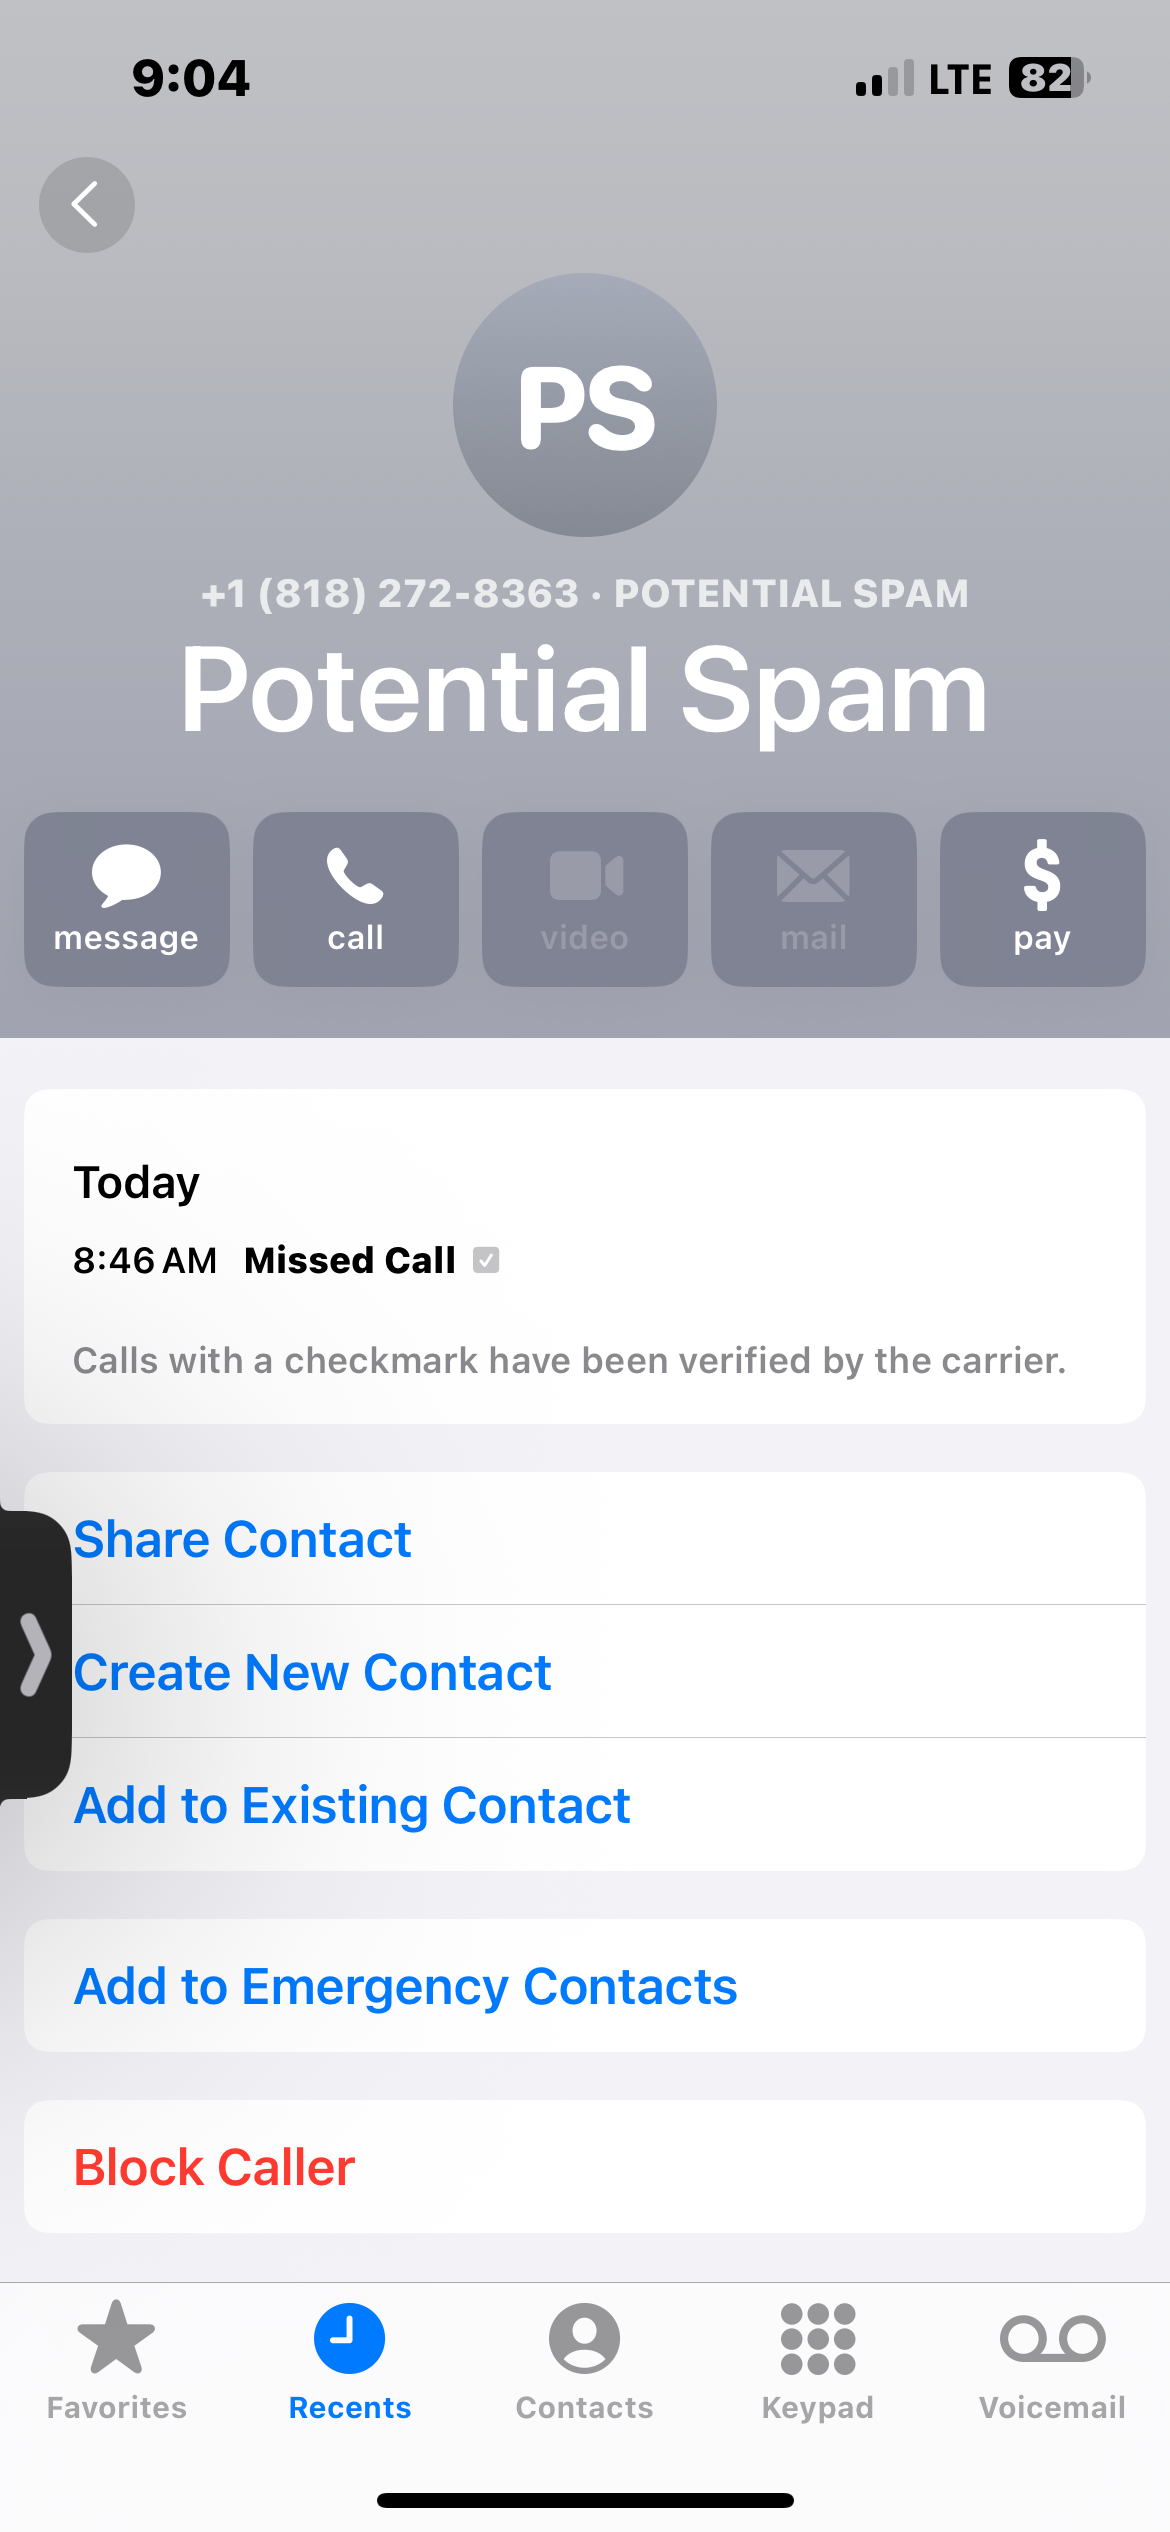 9:04
LTE 82
PS
+1 (818) 272-8363 · POTENTIAL SPAM
Potential Spam
message call video mail pay
Today
8:46 AM Missed Call
Calls with a checkmark have been verified by the carrier.
Share Contact
Create New Contact
Add to Existing Contact
Add to Emergency Contacts
Block Caller
Favorites Recents Contacts Keypad Voicemail